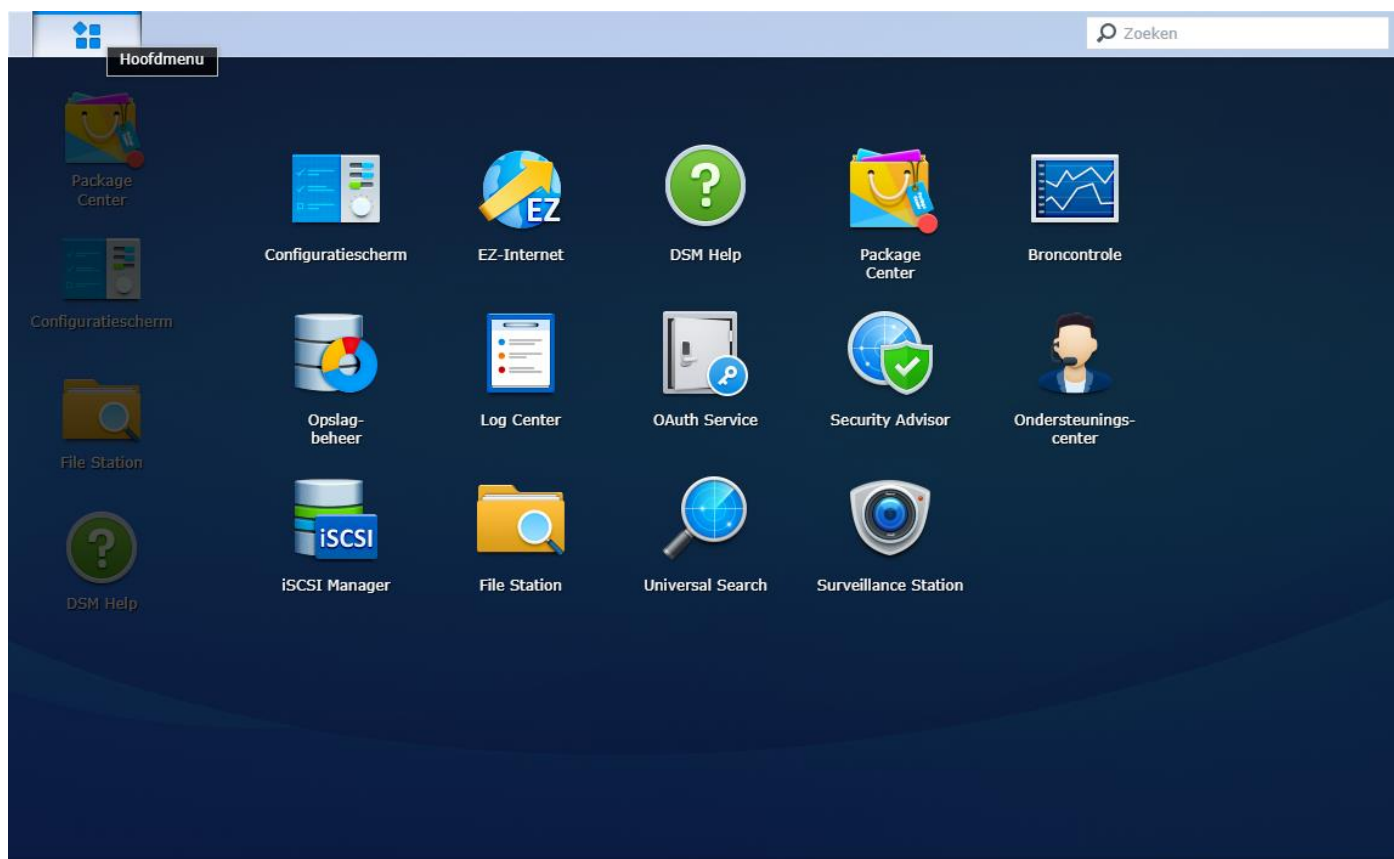 Zoeken
Hoofdmenu
Package
Center
Configuratiescherm
File Station
DSM Help
Configuratiescherm
EZ
EZ-Internet
DSM Help
Package
Center
Broncontrole
Opslag-
beheer
Log Center
OAuth Service
Security Advisor
Ondersteunings-
center
iSCSI
iSCSI Manager
File Station
Universal Search
Surveillance Station